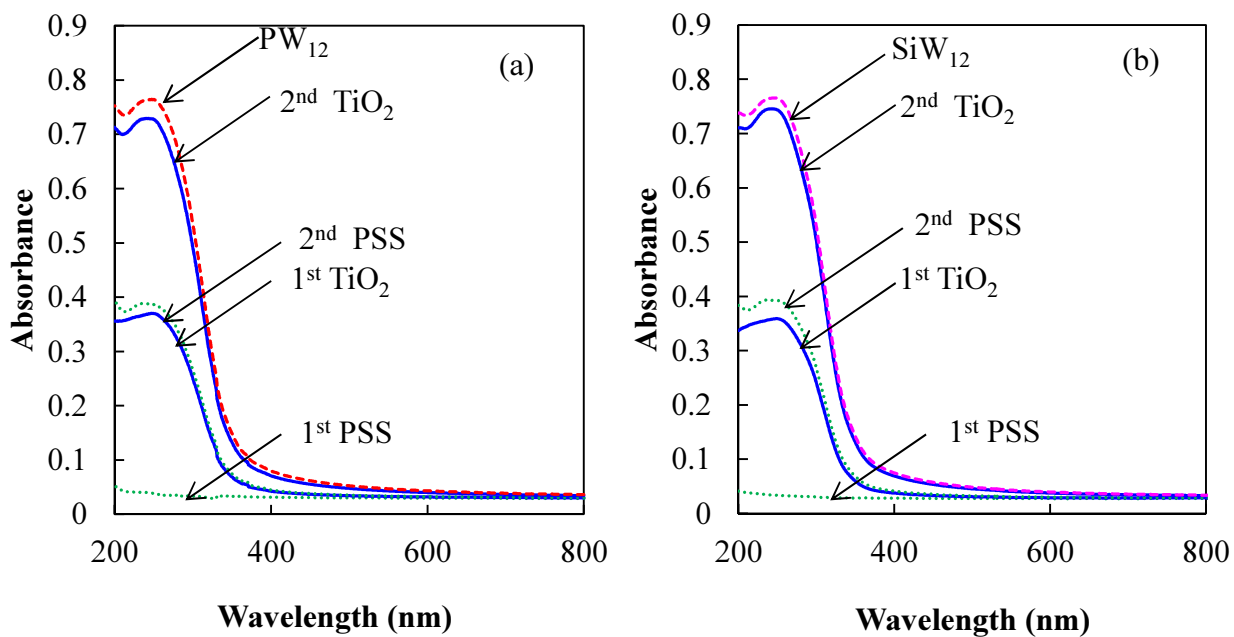 0.9
0.8
0.7
0.6
0.5
0.4
0.3
0.2
0.1
0
Absorbance
PW12
(a)
2nd TiO2
2nd PSS
1st TiO2
1st PSS
200
400
600
800
Wavelength (nm)
0.9
0.8
0.7
0.6
0.5
0.4
0.3
0.2
0.1
0
Absorbance
SiW12
(b)
2nd TiO2
2nd PSS
1st TiO2
1st PSS
200
400
600
800
Wavelength (nm)